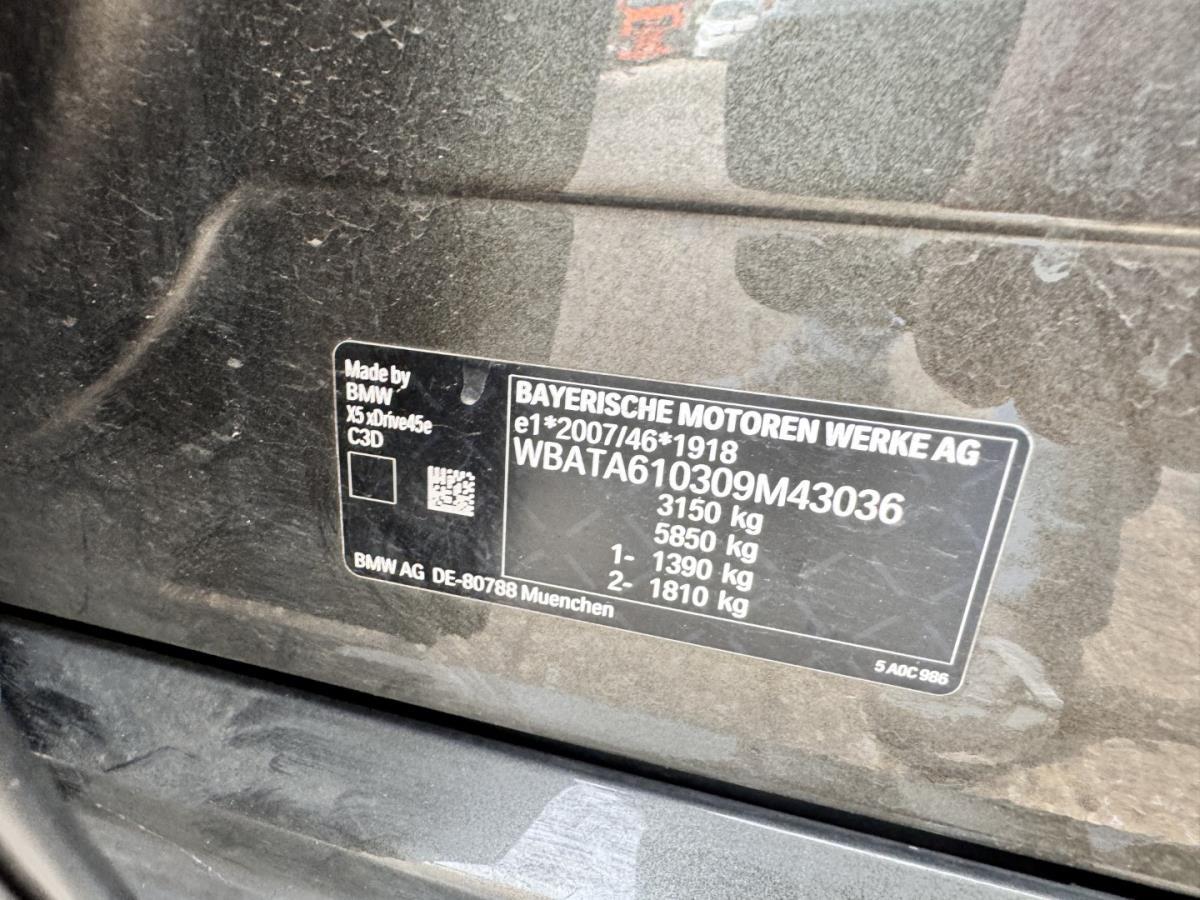 Made by
BMW
X5 xDrive45e
C3D
BAYERISCHE MOTOREN WERKE AG
e1*2007/46*1918
WBATA610309M43036
3150 kg
5850 kg
1- 1390 kg
2- 1810 kg
BMW AG DE-80788 Muenchen
5 A0C 986